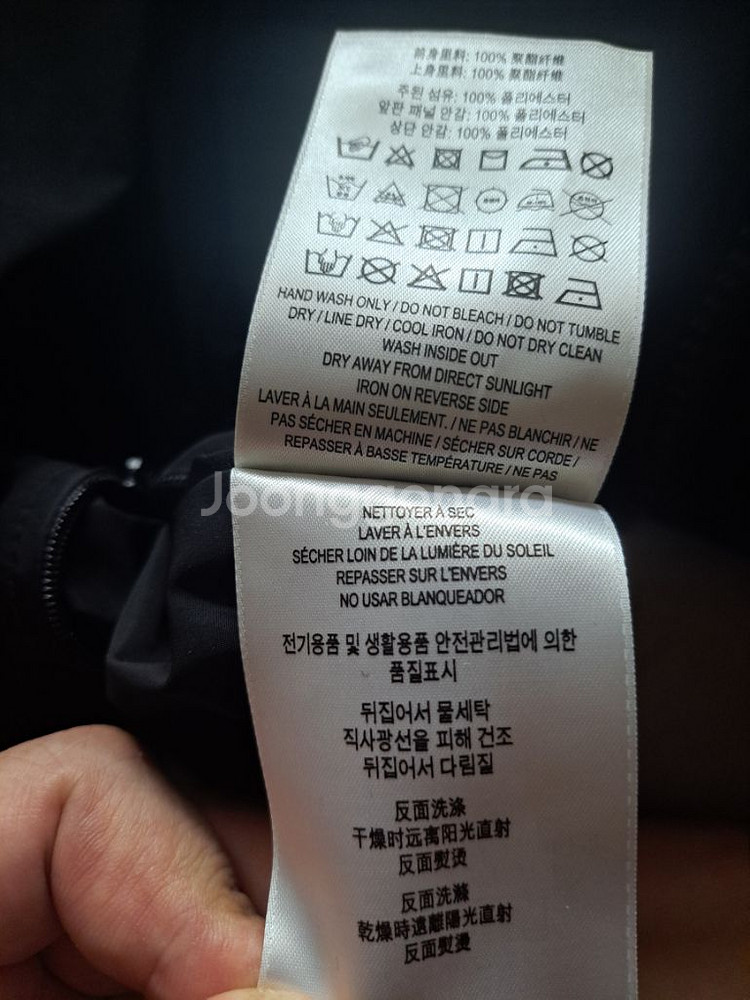 前身里料: 100% 聚酯纤维
上身里料: 100% 聚酯纤维
주원 섬유: 100% 폴리에스터
앞판 패널 안감: 100% 폴리에스터
상단 안감: 100% 폴리에스터
HAND WASH ONLY / DO NOT BLEACH / DO NOT TUMBLE
DRY / LINE DRY / COOL IRON / DO NOT DRY CLEAN
WASH INSIDE OUT
DRY AWAY FROM DIRECT SUNLIGHT
IRON ON REVERSE SIDE
LAVER À LA MAIN SEULEMENT. / NE PAS BLANCHIR / NE
PAS SÉCHER EN MACHINE / SÉCHER SUR CORDE /
REPASSER À BASSE TEMPÉRATURE / NE PAS
Joonggonara
NETTOYER À SEC
LAVER À L'ENVERS
SÉCHER LOIN DE LA LUMIÈRE DU SOLEIL
REPASSER SUR L'ENVERS
NO USAR BLANQUEADOR
전기용품 및 생활용품 안전관리법에 의한
품질표시
뒤집어서 물세탁
직사광선을 피해 건조
뒤집어서 다림질
反面洗涤
干燥时远离阳光直射
反面熨烫
反面洗滌
乾燥時遠離陽光直射
反面熨燙